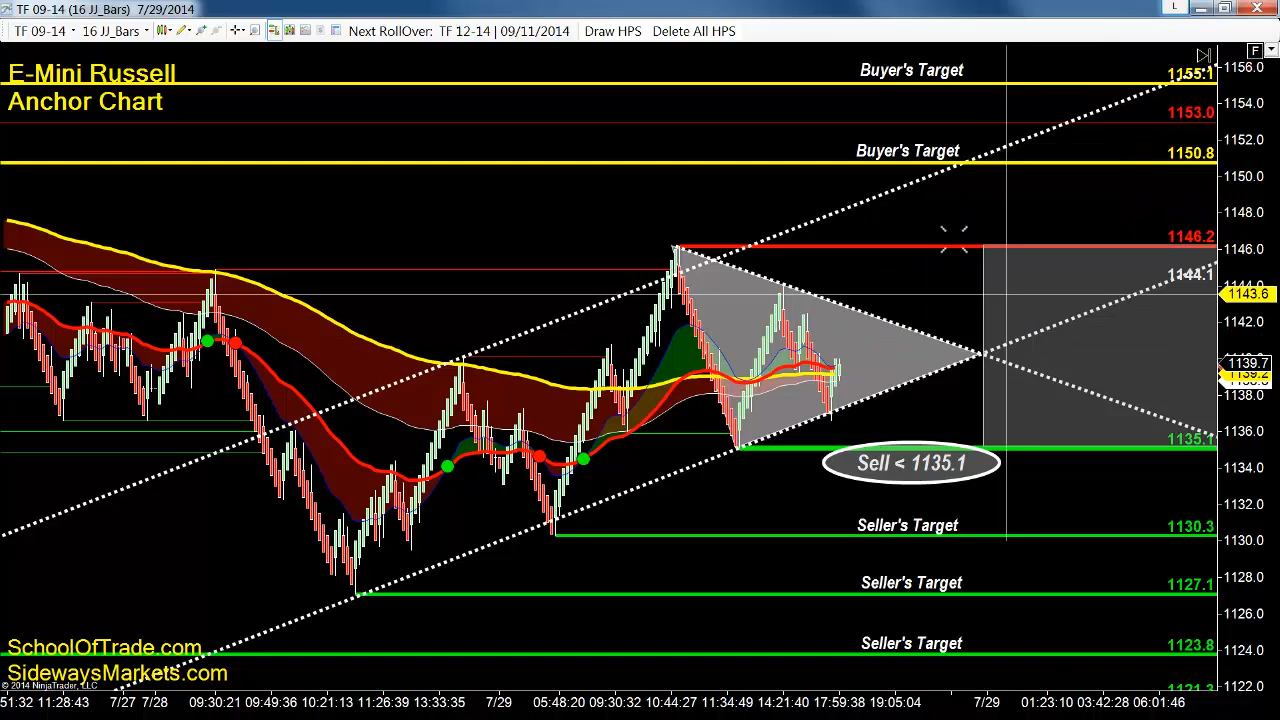 TF 09-14 (16 JJ_Bars)  7/29/2014
L
TF 09-14 16 JJ_Bars Next RollOver: TF 12-14 | 09/11/2014 Draw HPS Delete All HPS
F
E-Mini Russell
Anchor Chart
Buyer's Target
1155.1
1153.0
Buyer's Target
1150.8
1146.2
1144.1
1135.1
Sell < 1135.1
Seller's Target
1130.3
Seller's Target
1127.1
Seller's Target
1123.8
1121.3
1156.0
1154.0
1152.0
1150.0
1148.0
1146.0
1143.6
1142.0
1139.7
1139.2
1138.0
1136.0
1134.0
1132.0
1130.0
1128.0
1126.0
1124.0
1122.0
SchoolOfTrade.com
SidewaysMarkets.com
© 2014 NinjaTrader, LLC
51:32 11:28:43 7/27 7/28 09:30:21 09:49:36 10:21:21 11:26:39 13:33:35 7/29 05:48:20 09:30:32 10:44:27 11:34:49 14:21:40 17:59:38 19:05:04 7/29 01:23:10 03:42:28 06:01:46